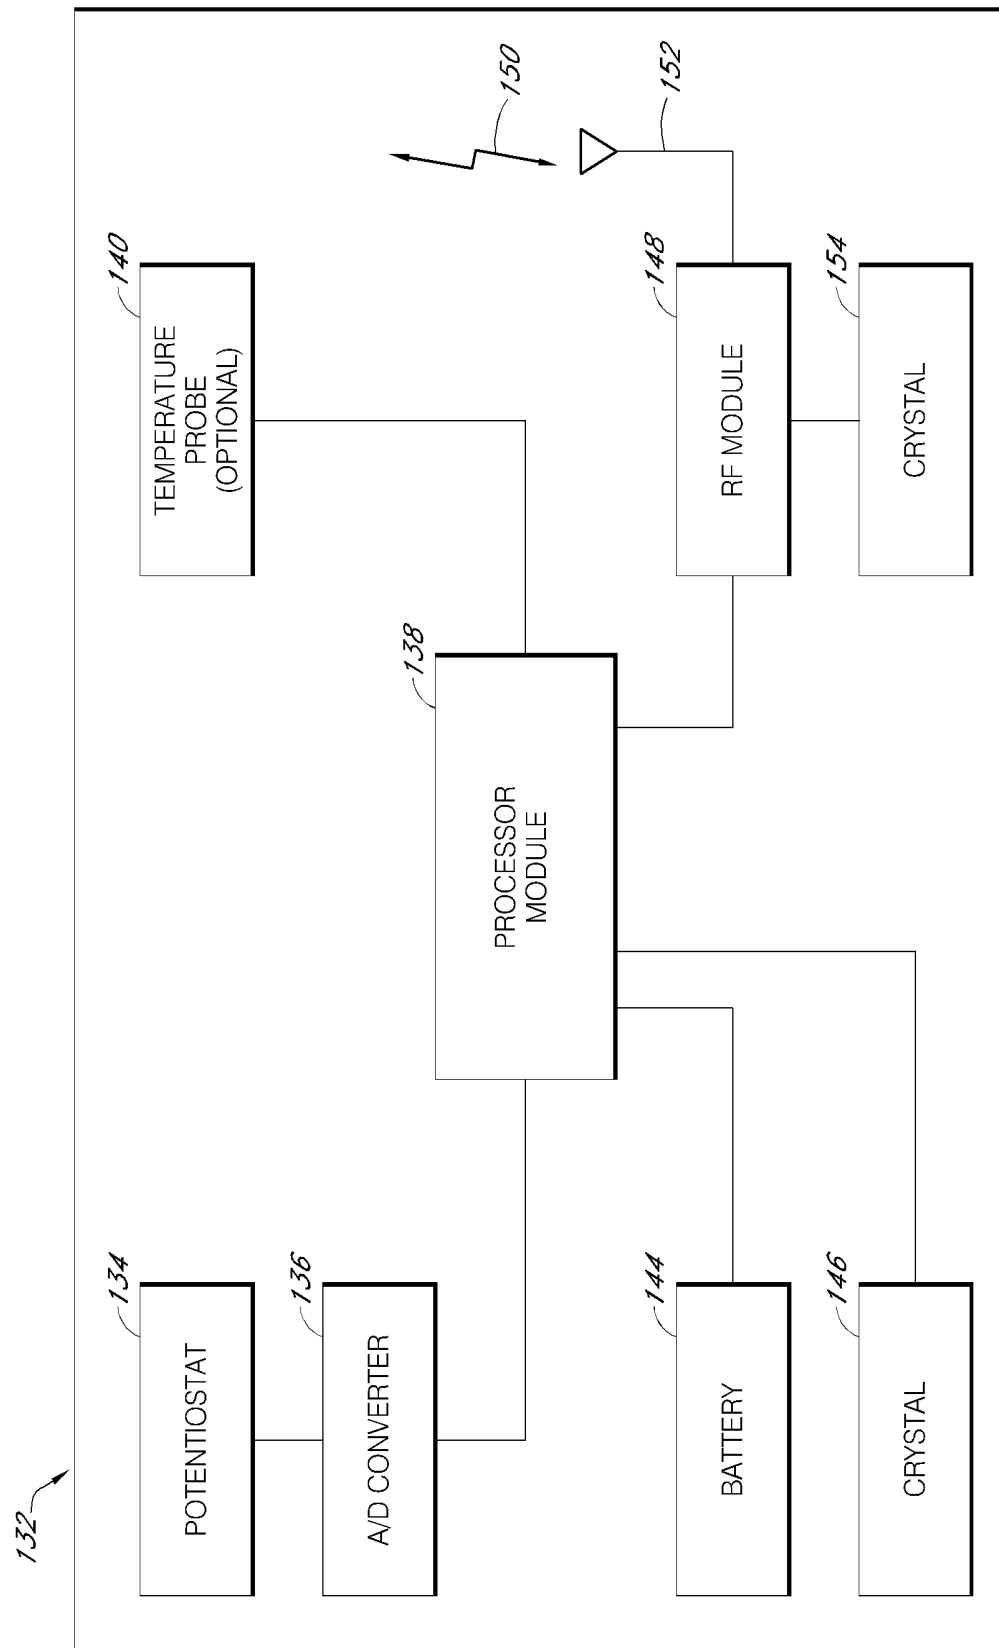 132
134
POTENTIOSTAT
136
A/D CONVERTER
144
BATTERY
146
CRYSTAL
138
PROCESSOR
MODULE
140
TEMPERATURE
PROBE
(OPTIONAL)
148
RF MODULE
154
CRYSTAL
150
152